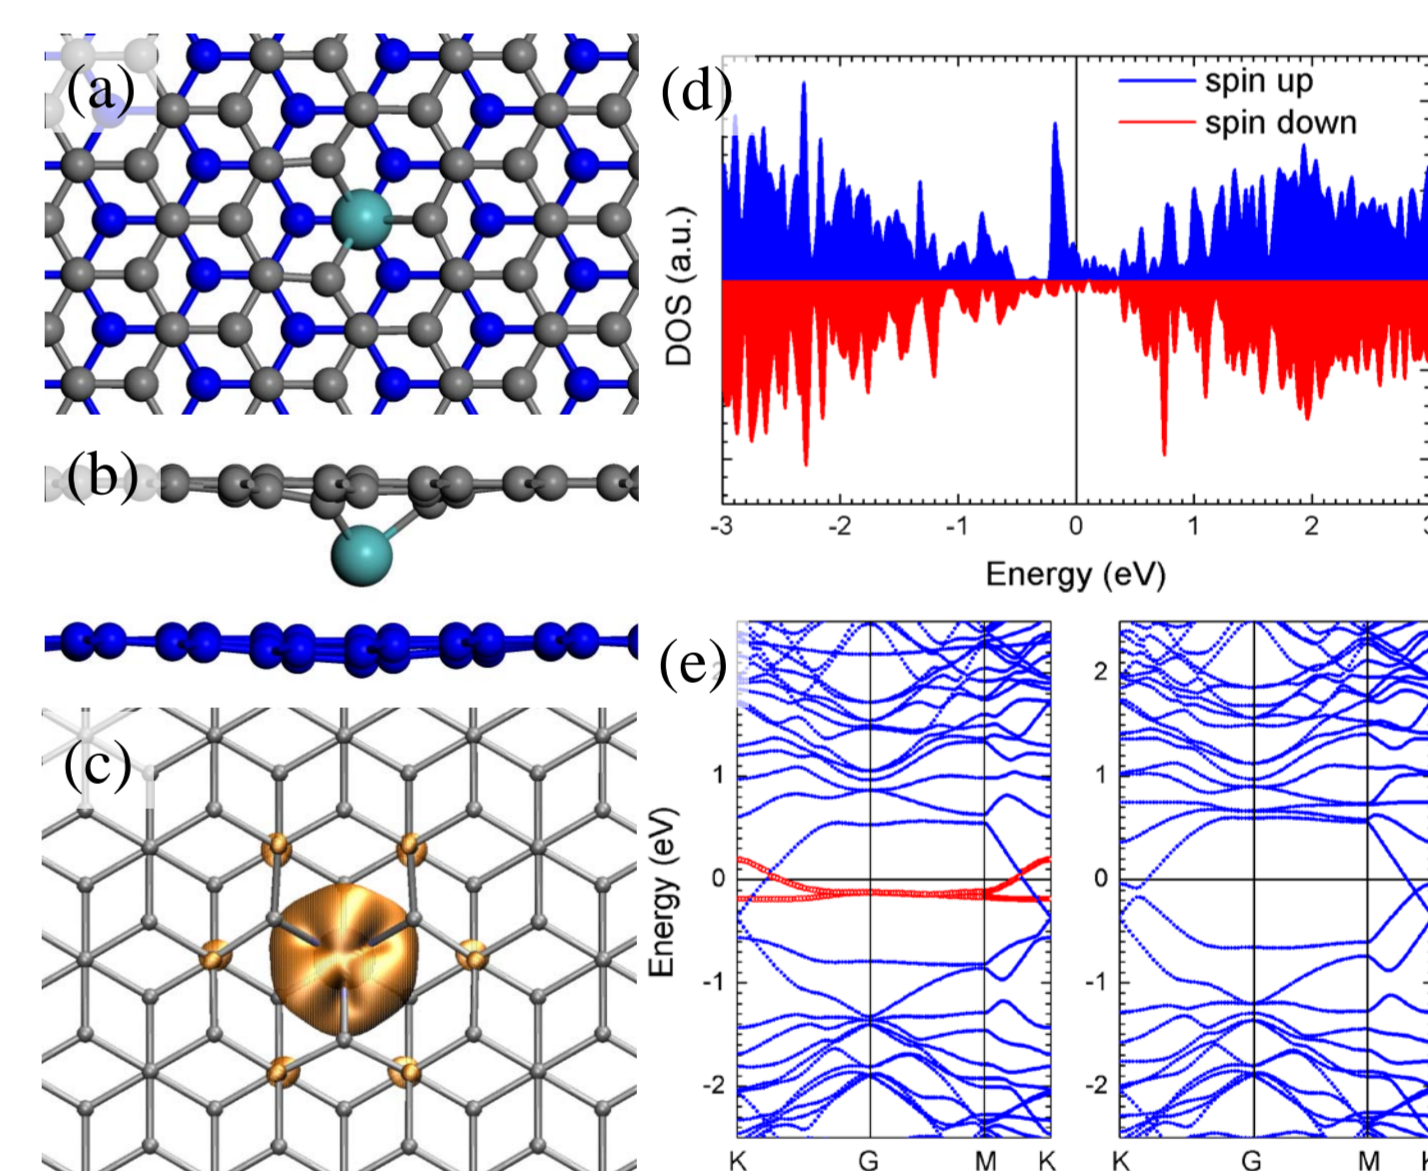 (a)
(b)
(c)
(d)
spin up
spin down
DOS (a.u.)
-3 -2 -1 0 1 2
Energy (eV)
(e)
Energy (eV)
2
1
0
-1
-2
K G M K
2
1
0
-1
-2
K G M